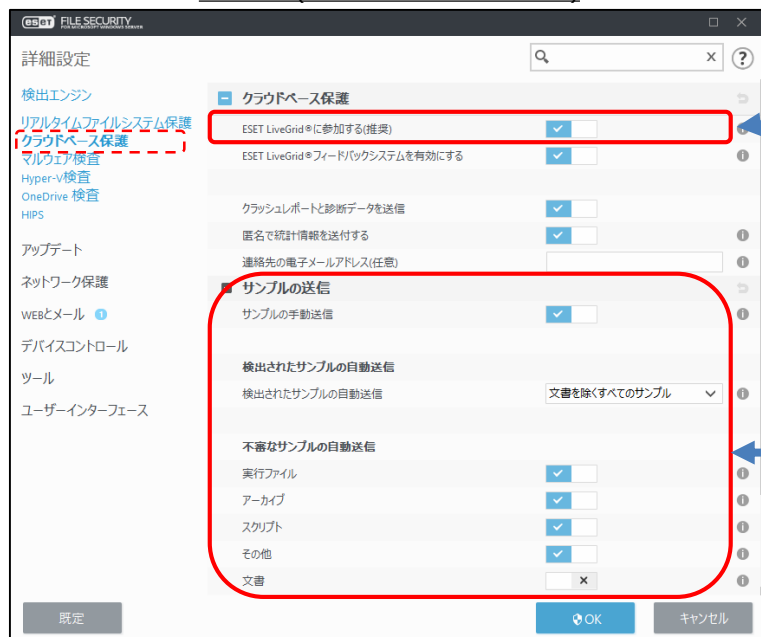 eset FILE SECURITY
FOR MICROSOFT WINDOWS SERVER
詳細設定
x ?
検出エンジン
リアルタイムファイルシステム保護
クラウドベース保護
マルウェア検査
Hyper-V検査
OneDrive 検査
HIPS
アップデート
ネットワーク保護
WEBとメール 1
デバイスコントロール
ツール
ユーザーインターフェース
クラウドベース保護
ESET LiveGrid®に参加する(推奨)
ESET LiveGrid®フィードバックシステムを有効にする
クラッシュレポートと診断データを送信
匿名で統計情報を送付する
連絡先の電子メールアドレス(任意)
サンプルの送信
サンプルの手動送信
検出されたサンプルの自動送信
検出されたサンプルの自動送信 文書を除くすべてのサンプル
不審なサンプルの自動送信
実行ファイル
アーカイブ
スクリプト
その他
文書
既定 OK キャンセル